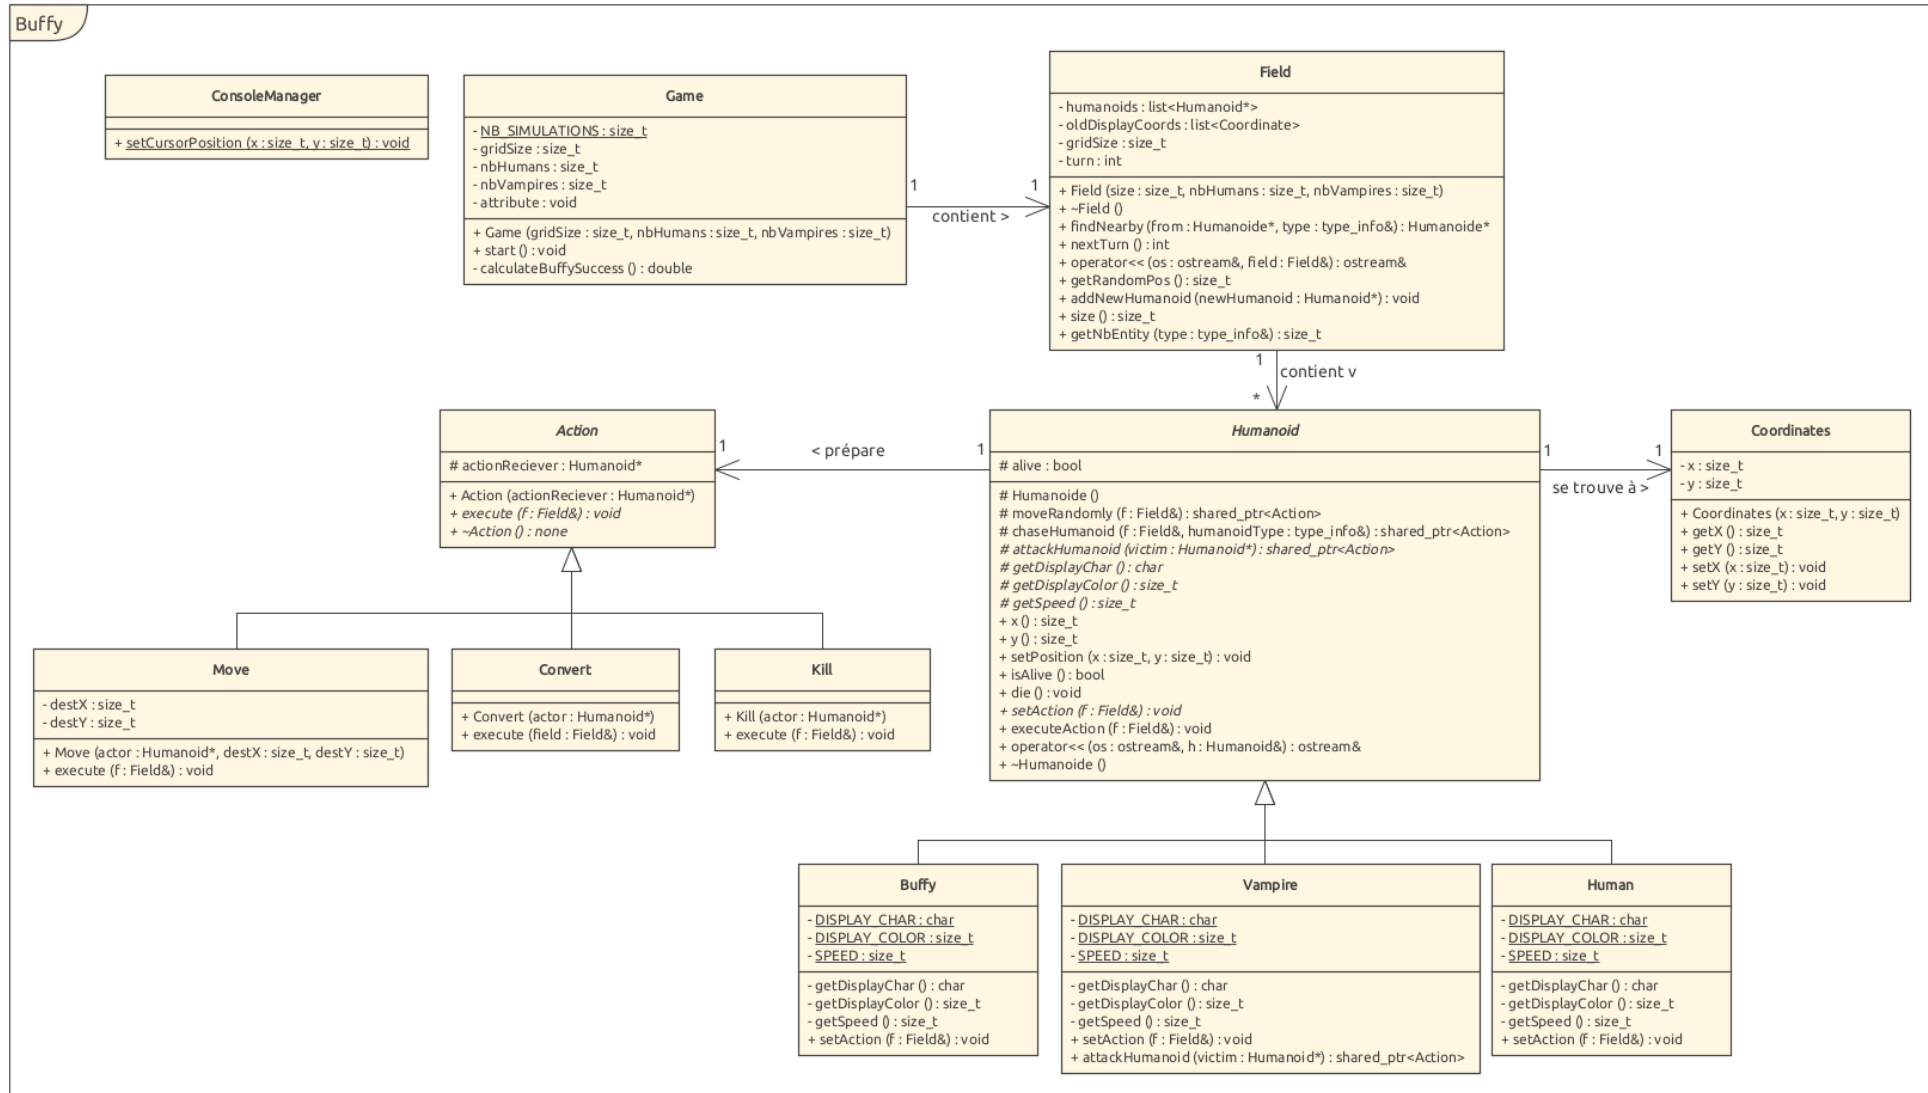 Buffy
ConsoleManager
+ setCursorPosition (x : size_t, y : size_t) : void
Game
- NB_SIMULATIONS : size_t
- gridSize : size_t
- nbHumans : size_t
- nbVampires : size_t
- attribute : void
+ Game (gridSize : size_t, nbHumans : size_t, nbVampires : size_t)
+ start () : void
- calculateBuffySuccess () : double
1
1
contient >
Field
- humanoids : list<Humanoid*>
- oldDisplayCoords : list<Coordinate>
- gridSize : size_t
- turn : int
+ Field (size : size_t, nbHumans : size_t, nbVampires : size_t)
+ ~Field ()
+ findNearby (from : Humanoide*, type : type_info&) : Humanoide*
+ nextTurn () : int
+ operator<< (os : ostream&, field : Field&) : ostream&
+ getRandomPos () : size_t
+ addNewHumanoid (newHumanoid : Humanoid*) : void
+ size () : size_t
+ getNbEntity (type : type_info&) : size_t
1
contient v
*
Action
# actionReciever : Humanoid*
+ Action (actionReciever : Humanoid*)
+ execute (f : Field&) : void
+ ~Action () : none
1
< prépare
1
Humanoid
# alive : bool
# Humanoide ()
# moveRandomly (f : Field&) : shared_ptr<Action>
# chaseHumanoid (f : Field&, humanoidType : type_info&) : shared_ptr<Action>
# attackHumanoid (victim : Humanoid*) : shared_ptr<Action>
# getDisplayChar () : char
# getDisplayColor () : size_t
# getSpeed () : size_t
+ x () : size_t
+ y () : size_t
+ setPosition (x : size_t, y : size_t) : void
+ isAlive () : bool
+ die () : void
+ setAction (f : Field&) : void
+ executeAction (f : Field&) : void
+ operator<< (os : ostream&, h : Humanoid&) : ostream&
+ ~Humanoide ()
1
1
se trouve à >
Coordinates
- x : size_t
- y : size_t
+ Coordinates (x : size_t, y : size_t)
+ getX () : size_t
+ getY () : size_t
+ setX (x : size_t) : void
+ setY (y : size_t) : void
Move
- destX : size_t
- destY : size_t
+ Move (actor : Humanoid*, destX : size_t, destY : size_t)
+ execute (f : Field&) : void
Convert
+ Convert (actor : Humanoid*)
+ execute (field : Field&) : void
Kill
+ Kill (actor : Humanoid*)
+ execute (f : Field&) : void
Buffy
- DISPLAY_CHAR : char
- DISPLAY_COLOR : size_t
- SPEED : size_t
- getDisplayChar () : char
- getDisplayColor () : size_t
- getSpeed () : size_t
+ setAction (f : Field&) : void
Vampire
- DISPLAY_CHAR : char
- DISPLAY_COLOR : size_t
- SPEED : size_t
- getDisplayChar () : char
- getDisplayColor () : size_t
- getSpeed () : size_t
+ setAction (f : Field&) : void
+ attackHumanoid (victim : Humanoid*) : shared_ptr<Action>
Human
- DISPLAY_CHAR : char
- DISPLAY_COLOR : size_t
- SPEED : size_t
- getDisplayChar () : char
- getDisplayColor () : size_t
- getSpeed () : size_t
+ setAction (f : Field&) : void